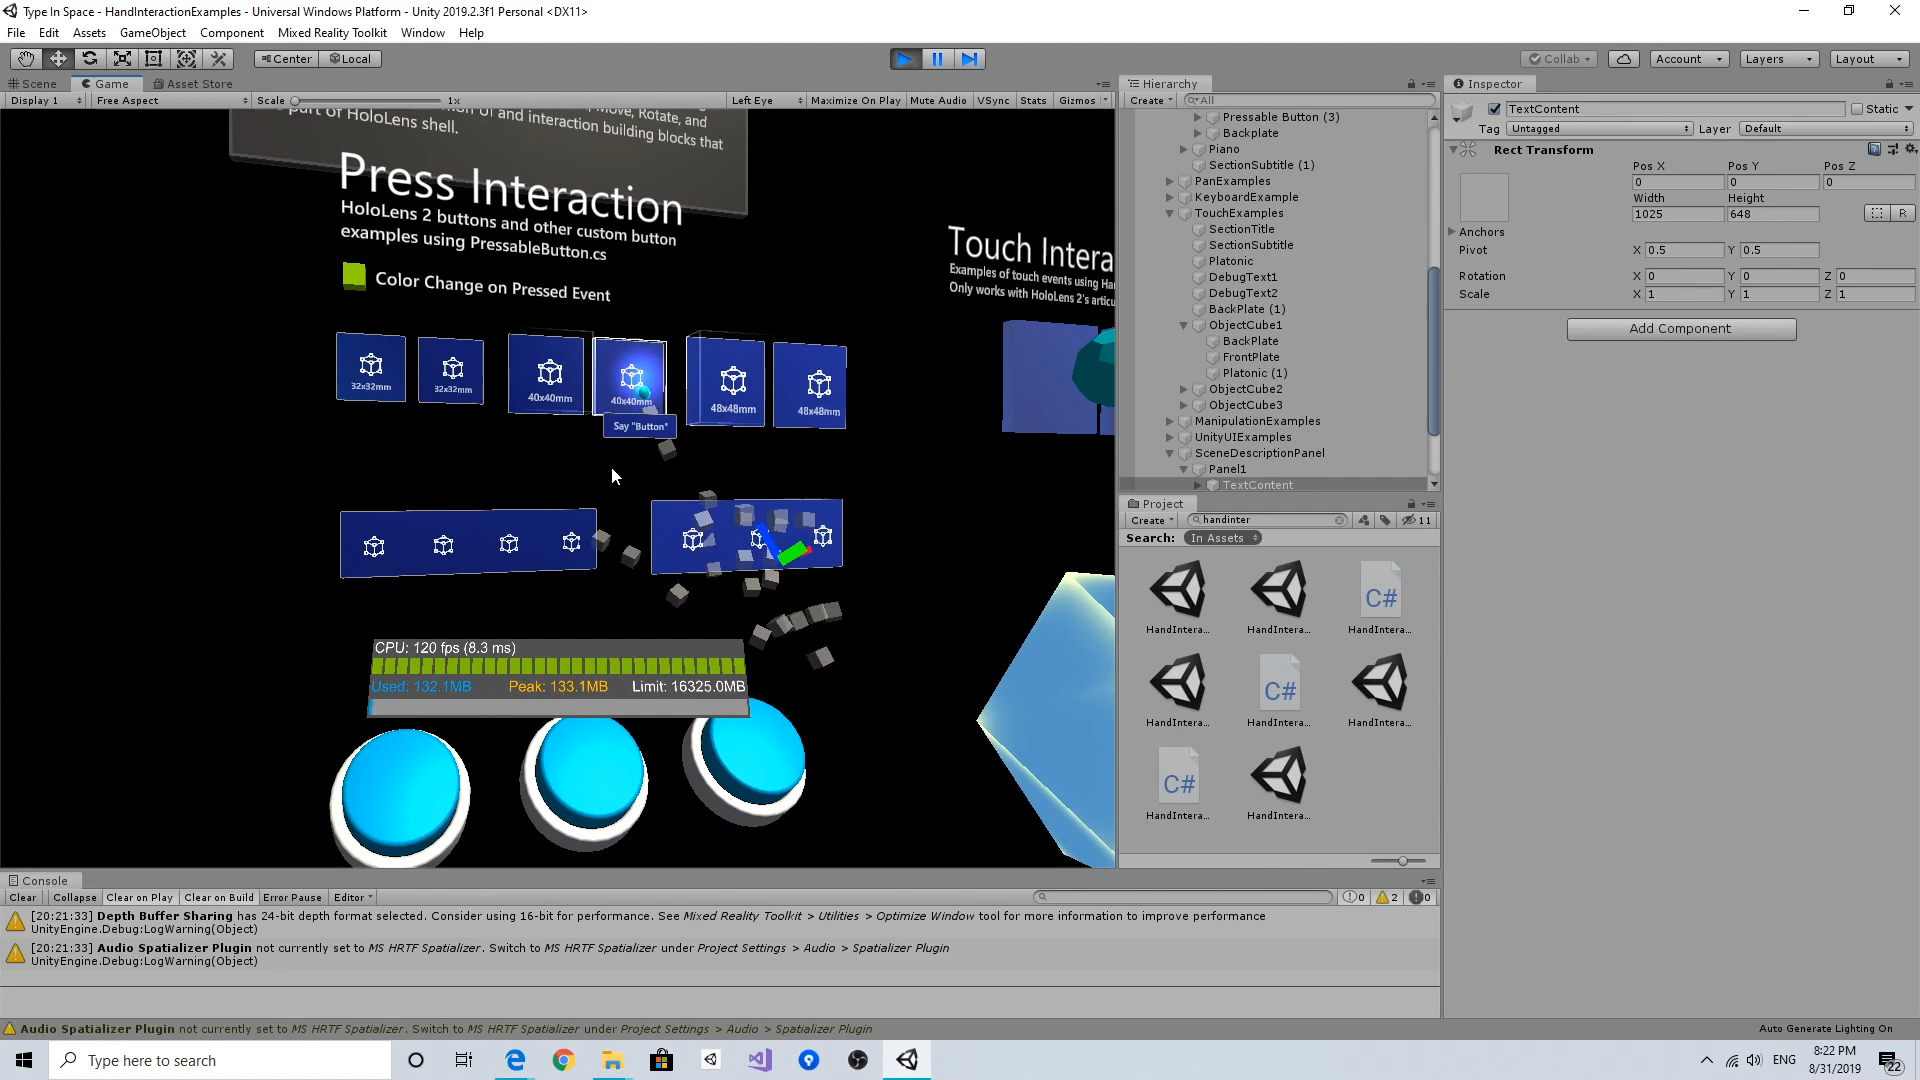 Type In Space - HandInteractionExamples - Universal Windows Platform - Unity 2019.2.3f1 Personal <DX11>
File Edit Assets GameObject Component Mixed Reality Toolkit Window Help
Center Local
Collab Account Layers Layout
Scene Game Asset Store
Display 1 Free Aspect Scale 1x Left Eye Maximize On Play Mute Audio VSync Stats Gizmos
Move, Rotate, and
UI and interaction building blocks that
part of HoloLens shell.
Press Interaction
HoloLens 2 buttons and other custom button
examples using PressableButton.cs
Color Change on Pressed Event
32x32mm
32x32mm
40x40mm
40x40mm
48x48mm
48x48mm
Say "Button"
Touch Intera
Examples of touch events using Ha
Only works with HoloLens 2's articu
CPU: 120 fps (8.3 ms)
Used: 132.1MB Peak: 133.1MB Limit: 16325.0MB
Hierarchy
Create All
Pressable Button (3)
Backplate
Piano
SectionSubtitle (1)
PanExamples
KeyboardExample
TouchExamples
SectionTitle
SectionSubtitle
Platonic
DebugText1
DebugText2
BackPlate (1)
ObjectCube1
BackPlate
FrontPlate
Platonic (1)
ObjectCube2
ObjectCube3
ManipulationExamples
UnityUIExamples
SceneDescriptionPanel
Panel1
TextContent
Project
Create handinter 11
Search: In Assets
HandIntera... HandIntera... HandIntera...
HandIntera... HandIntera... HandIntera...
HandIntera... HandIntera...
Inspector
TextContent Static
Tag Untagged Layer Default
Rect Transform
Pos X Pos Y Pos Z
0 0 0
Width Height
1025 648 R
Anchors
Pivot X 0.5 Y 0.5
Rotation X 0 Y 0 Z 0
Scale X 1 Y 1 Z 1
Add Component
Console
Clear Collapse Clear on Play Clear on Build Error Pause Editor 0 2 0
[20:21:33] Depth Buffer Sharing has 24-bit depth format selected. Consider using 16-bit for performance. See Mixed Reality Toolkit > Utilities > Optimize Window tool for more information to improve performance
UnityEngine.Debug:LogWarning(Object)
[20:21:33] Audio Spatializer Plugin not currently set to MS HRTF Spatializer. Switch to MS HRTF Spatializer under Project Settings > Audio > Spatializer Plugin
UnityEngine.Debug:LogWarning(Object)
Audio Spatializer Plugin not currently set to MS HRTF Spatializer. Switch to MS HRTF Spatializer under Project Settings > Audio > Spatializer Plugin
Auto Generate Lighting On
Type here to search
ENG
8:22 PM
8/31/2019
22